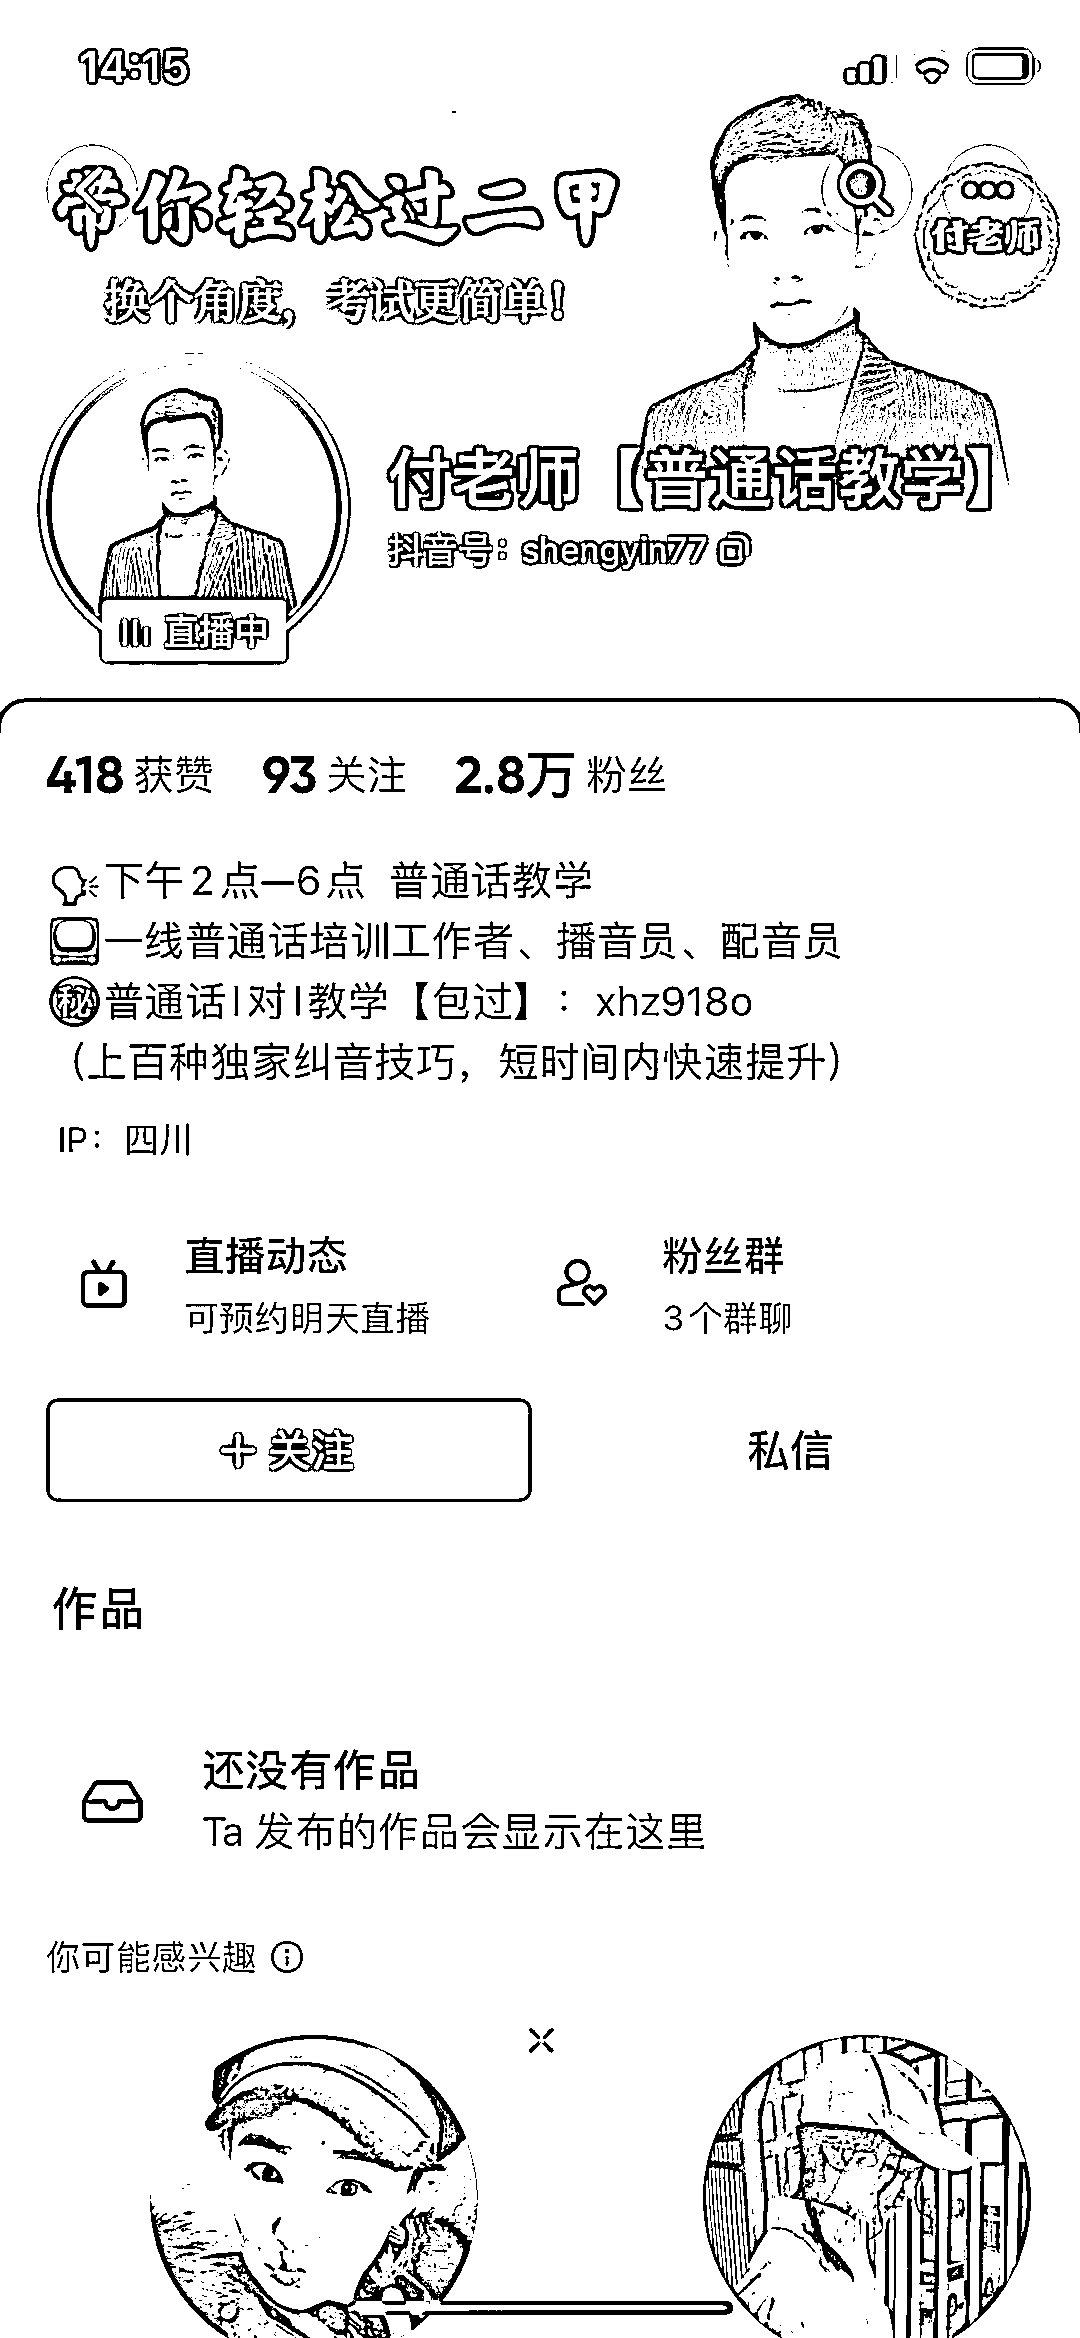 14:15
带你轻松过二甲
付老师
换个角度，考试更简单！
付老师【普通话教学】
抖音号：shengyin77
直播中
418 获赞 93 关注 2.8万 粉丝
下午2点—6点 普通话教学
一线普通话培训工作者、播音员、配音员
㊙普通话1对1教学【包过】：xhz918o
（上百种独家纠音技巧，短时间内快速提升）
IP：四川
直播动态 粉丝群
可预约明天直播 3个群聊
关注 私信
作品
还没有作品
Ta 发布的作品会显示在这里
你可能感兴趣